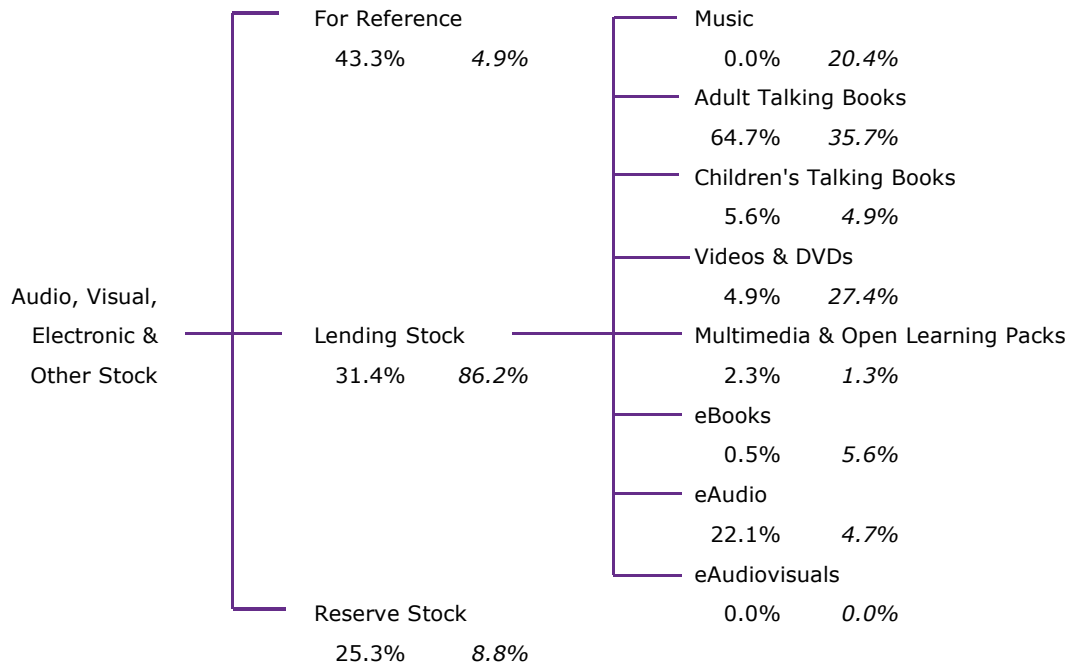 Audio, Visual,
Electronic &
Other Stock
For Reference
43.3% 4.9%
Lending Stock
31.4% 86.2%
Reserve Stock
25.3% 8.8%
Music
0.0% 20.4%
Adult Talking Books
64.7% 35.7%
Children's Talking Books
5.6% 4.9%
Videos & DVDs
4.9% 27.4%
Multimedia & Open Learning Packs
2.3% 1.3%
eBooks
0.5% 5.6%
eAudio
22.1% 4.7%
eAudiovisuals
0.0% 0.0%